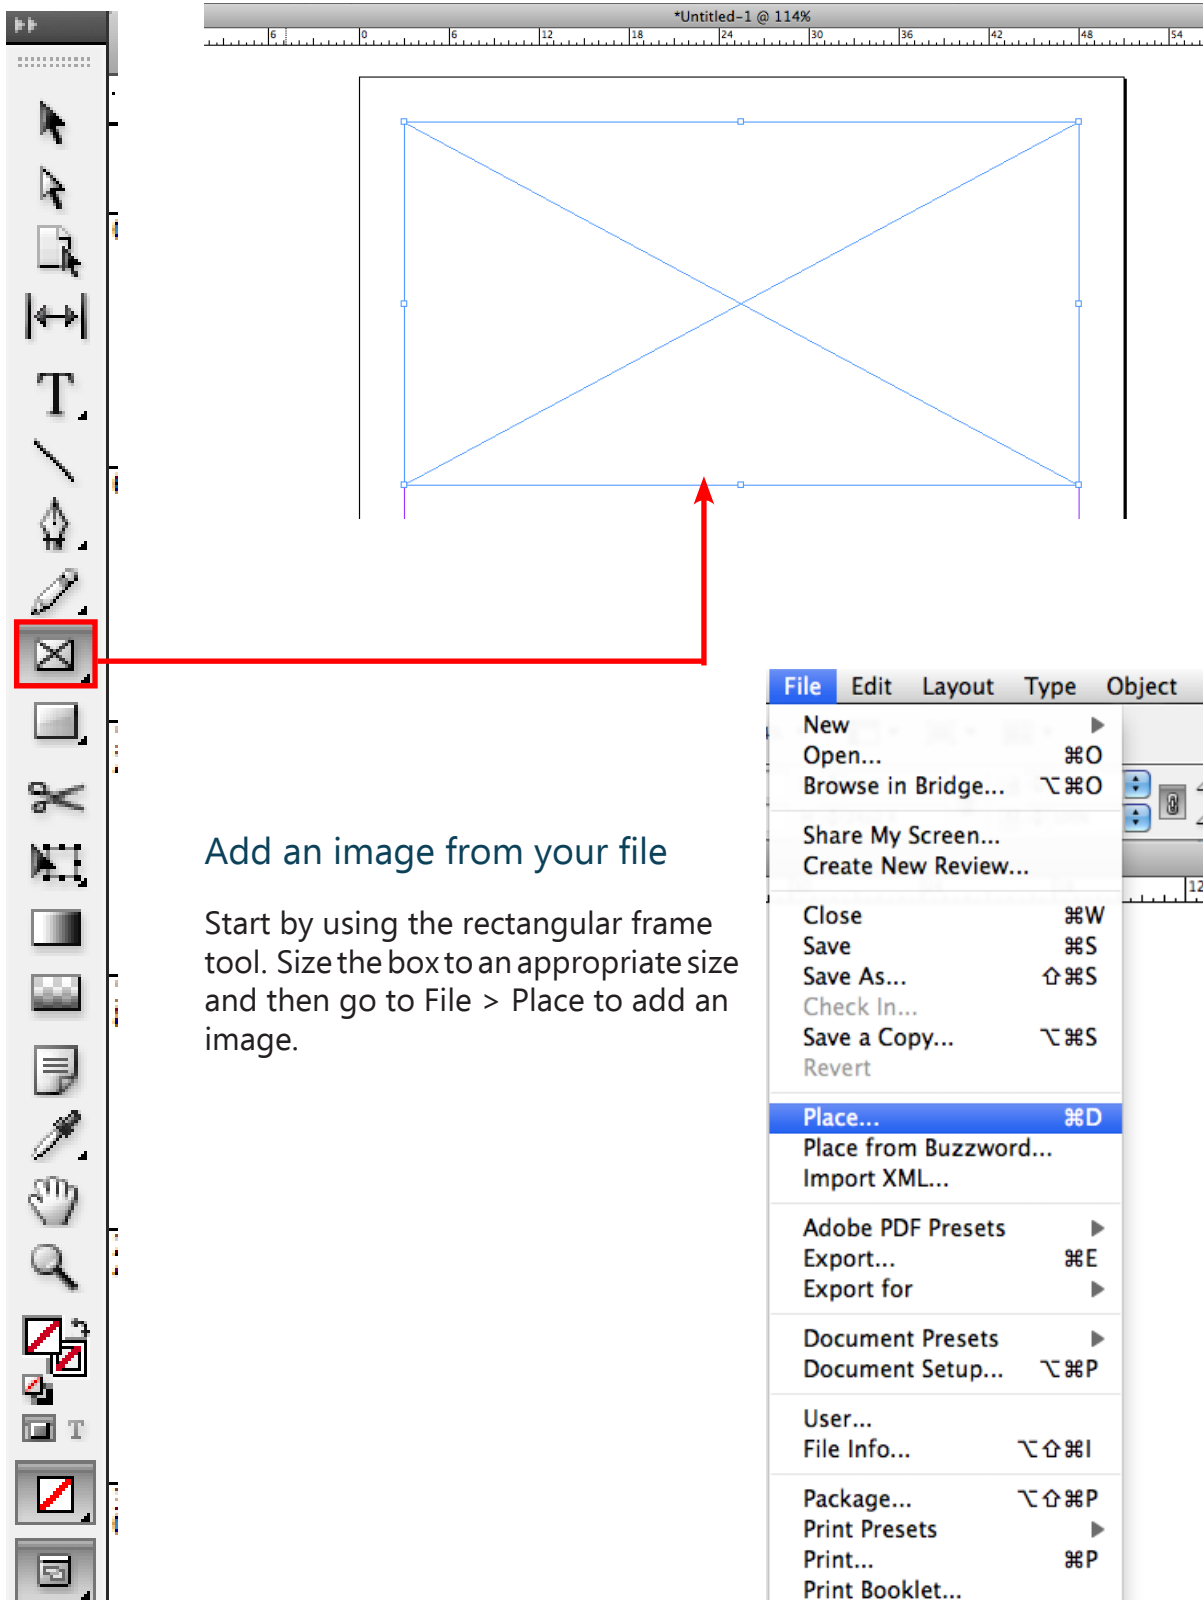 *Untitled-1 @ 114%
6 0 6 12 18 24 30 36 42 48 54
T
File Edit Layout Type Object
New
Open... ⌘O
Browse in Bridge... ⌥⌘O
Share My Screen...
Create New Review...
12
Close ⌘W
Save ⌘S
Save As... ⇧⌘S
Check In...
Save a Copy... ⌥⌘S
Revert
Place... ⌘D
Place from Buzzword...
Import XML...
Adobe PDF Presets
Export... ⌘E
Export for
Document Presets
Document Setup... ⌥⌘P
User...
File Info... ⌥⇧⌘I
Package... ⌥⇧⌘P
Print Presets
Print... ⌘P
Print Booklet...
Add an image from your file
Start by using the rectangular frame
tool. Size the box to an appropriate size
and then go to File > Place to add an
image.
T